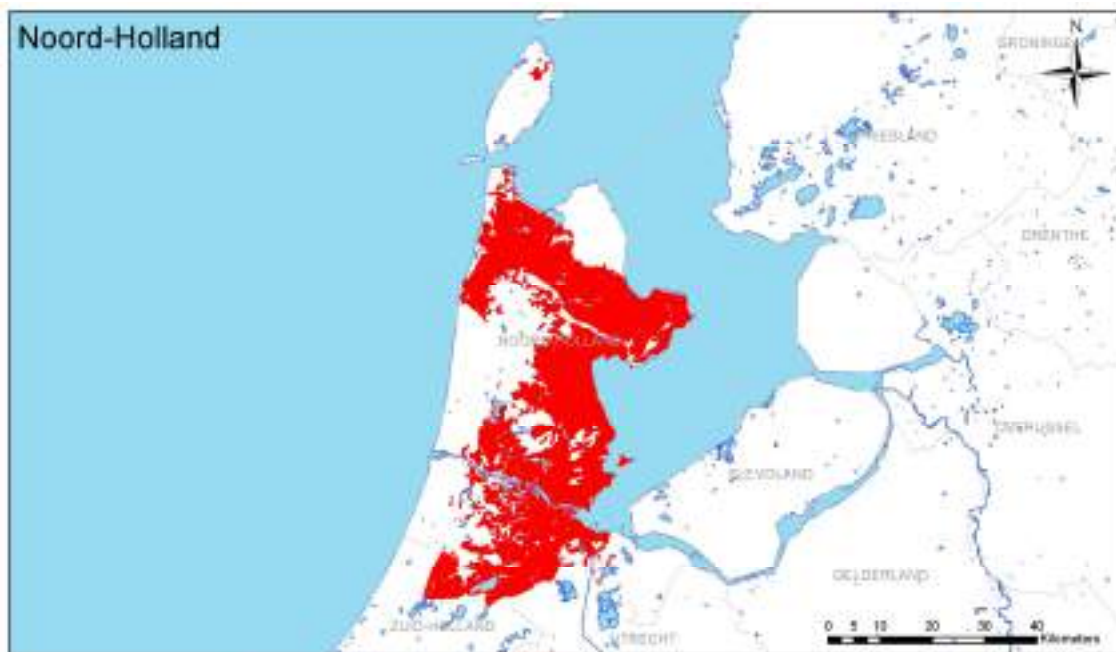 Noord-Holland
N
GRONINGEN
FRIESLAND
DRENTHE
NOORD-HOLLAND
OVERIJSSEL
FLEVOLAND
GELDERLAND
ZUID-HOLLAND
UTRECHT
0 5 10 20 30 40
Kilometers